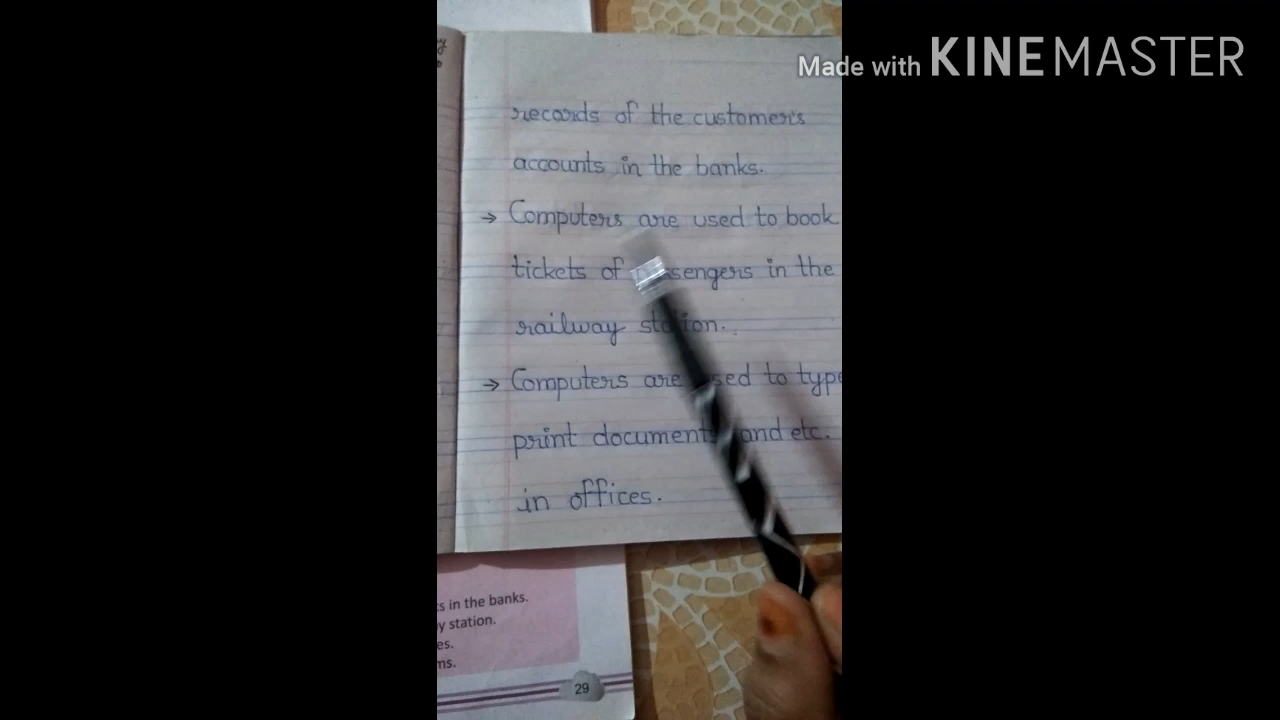 Made with KINEMASTER
records of the customer's
accounts in the banks.
→ Computers are used to book
tickets of passengers in the
railway station.
→ Computers are used to type
print documents and etc.
in offices.
s in the banks.
y station.
es.
ms.
29